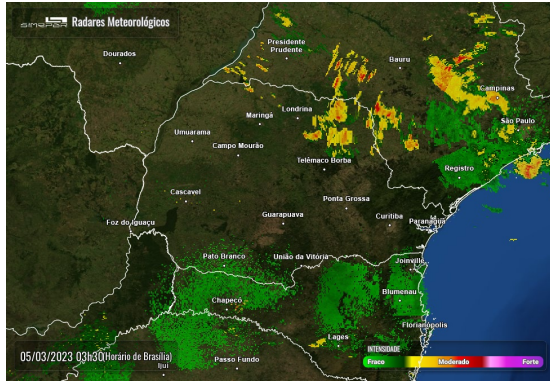 SIMEPAR Radares Meteorológicos
Presidente
Prudente
Dourados
Bauru
Campinas
Londrina
Maringá
São Paulo
Umuarama
Campo Mourão
Telêmaco Borba
Registro
Cascavel
Ponta Grossa
Guarapuava
Curitiba
Foz do Iguaçu
Paranaguá
Pato Branco
União da Vitória
Joinville
Blumenau
Chapecó
Florianópolis
Lages
05/03/2023 03h30(Horário de Brasília)
Ijuí
Passo Fundo
INTENSIDADE
Fraco Moderado Forte